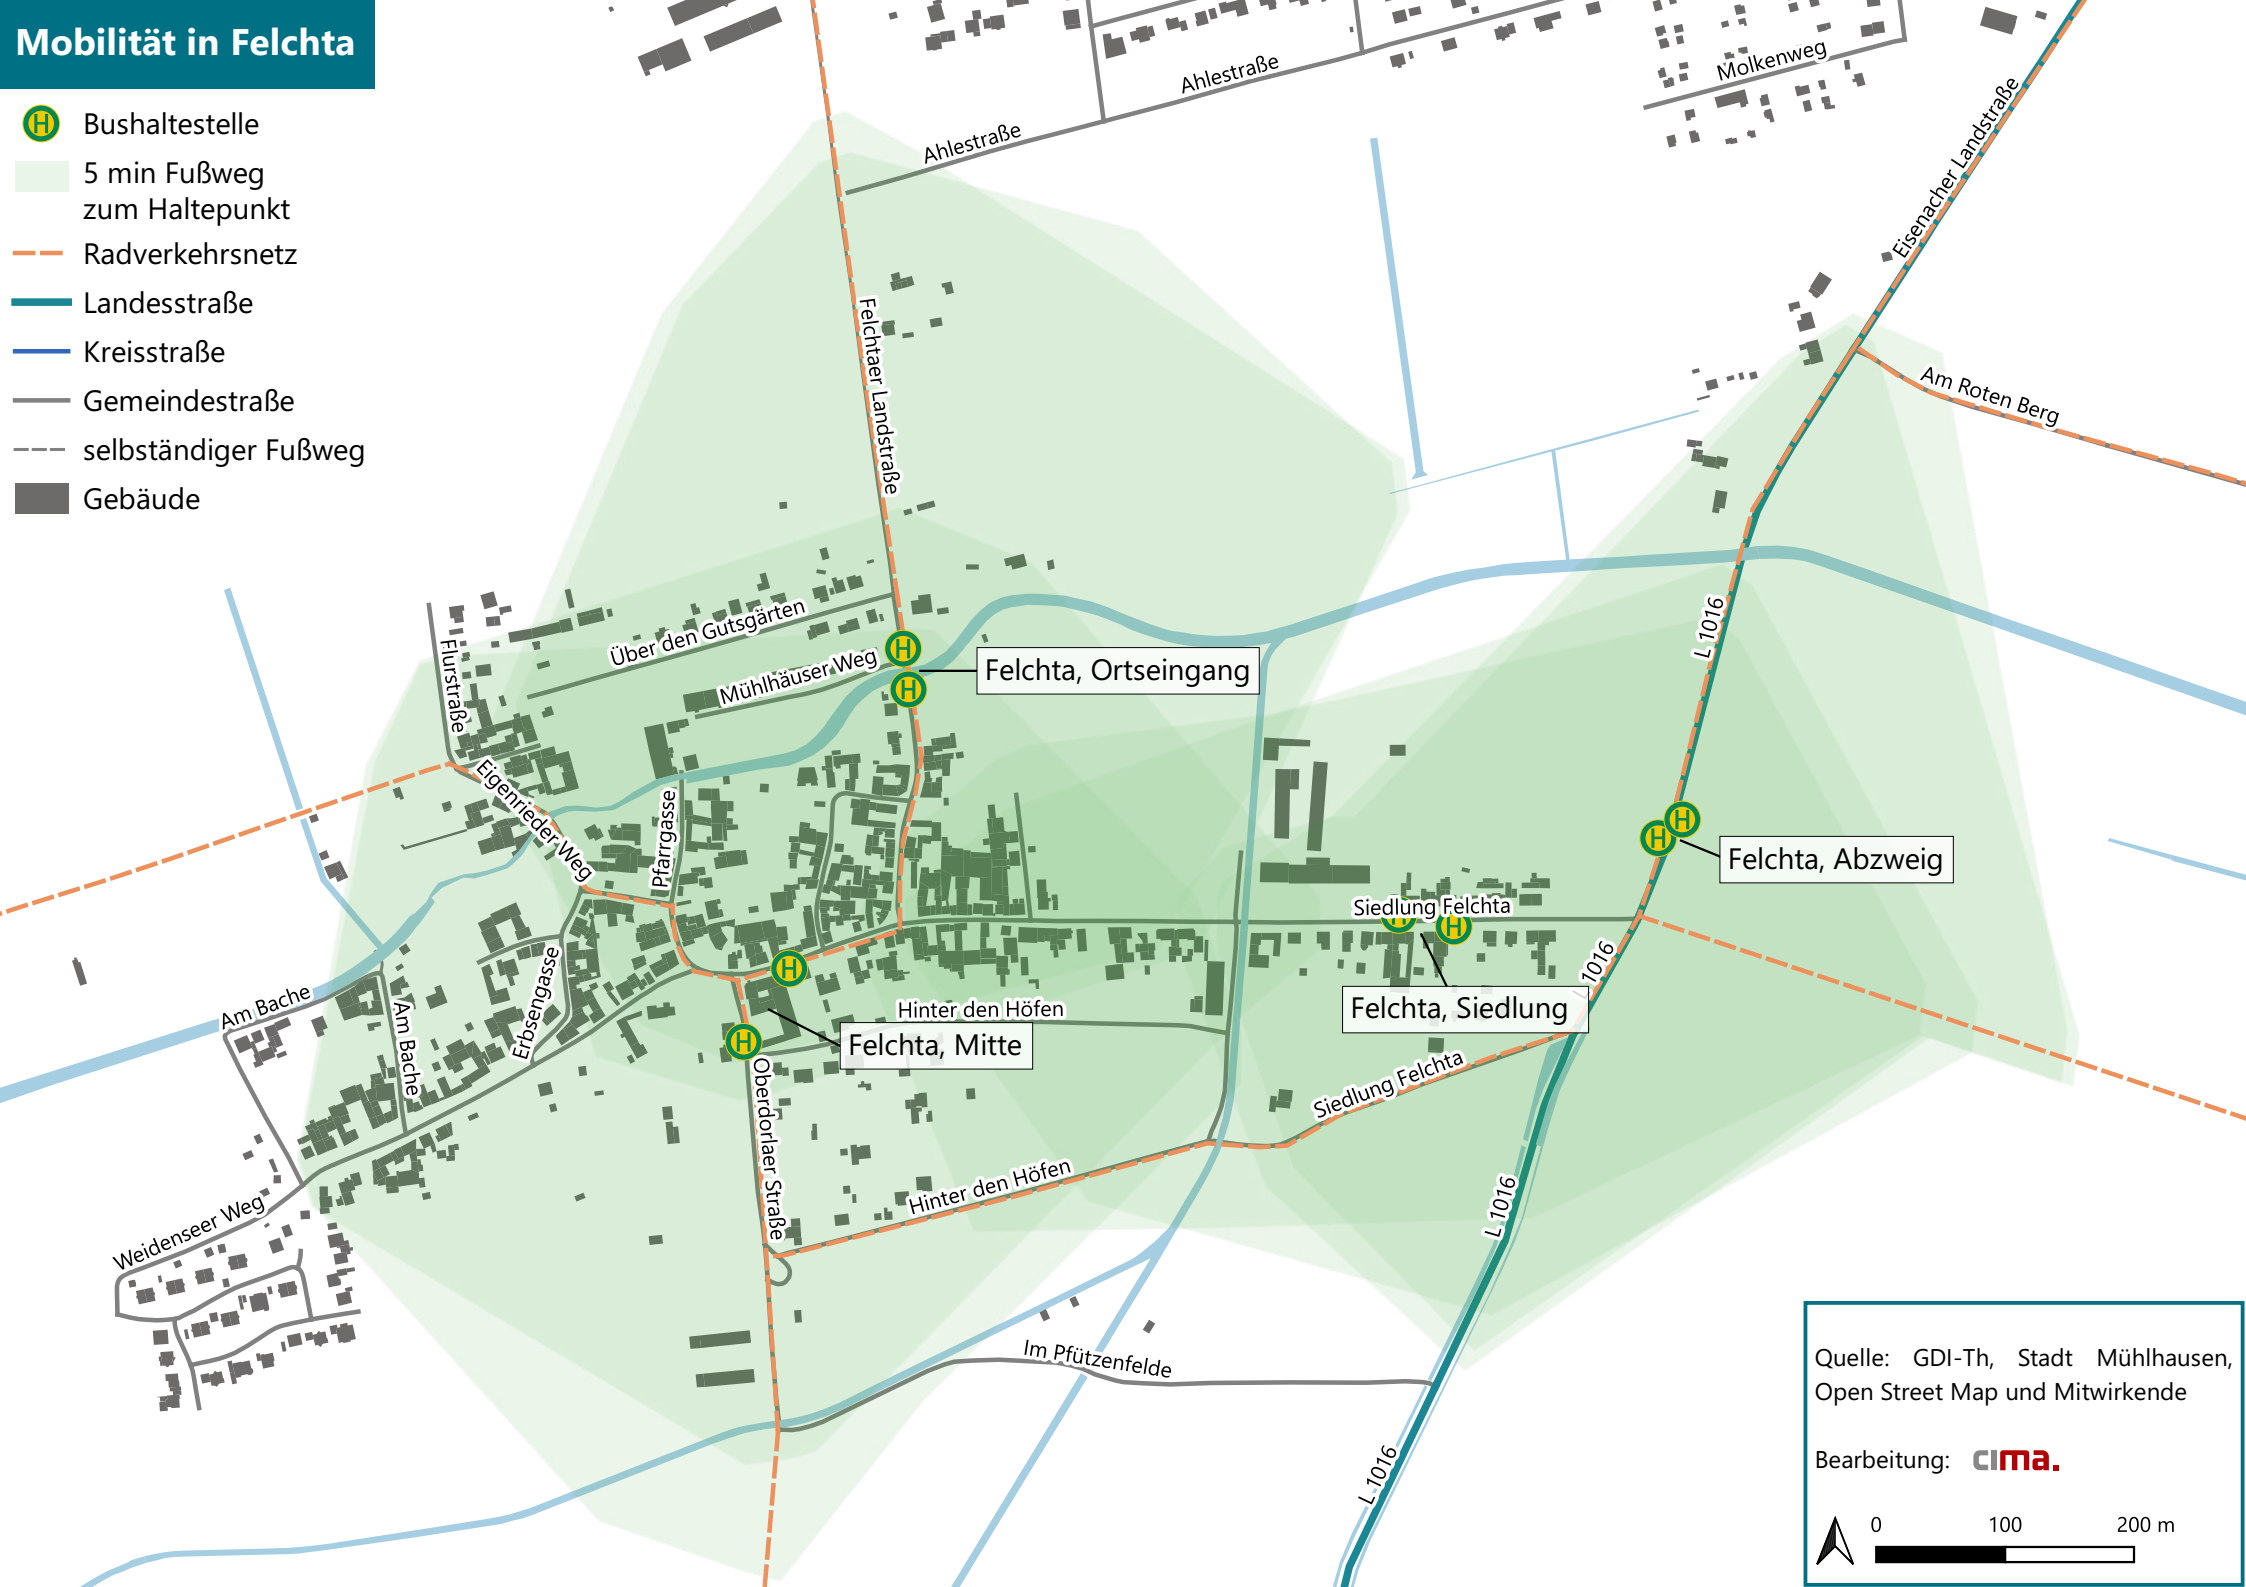 Mobilität in Felchta
H Bushaltestelle
5 min Fußweg
zum Haltepunkt
Radverkehrsnetz
Landesstraße
Kreisstraße
Gemeindestraße
selbständiger Fußweg
Gebäude
Ahlestraße
Ahlestraße
Molkenweg
Eisenacher Landstraße
Felchtaer Landstraße
Am Roten Berg
Über den Gutsgärten
Mühlhäuser Weg
H
H
Felchta, Ortseingang
L 1016
Flurstraße
Eigenrieder Weg
Pfarrgasse
H
H
Felchta, Abzweig
Siedlung Felchta
H
H
Felchta, Siedlung
L 1016
H
Erbsengasse
Am Bache
Am Bache
Hinter den Höfen
H
Felchta, Mitte
Oberdorlaer Straße
Siedlung Felchta
Hinter den Höfen
L 1016
Weidenseer Weg
Im Pfützenfelde
L 1016
Quelle: GDI-Th, Stadt Mühlhausen,
Open Street Map und Mitwirkende
Bearbeitung: cima.
0 100 200 m